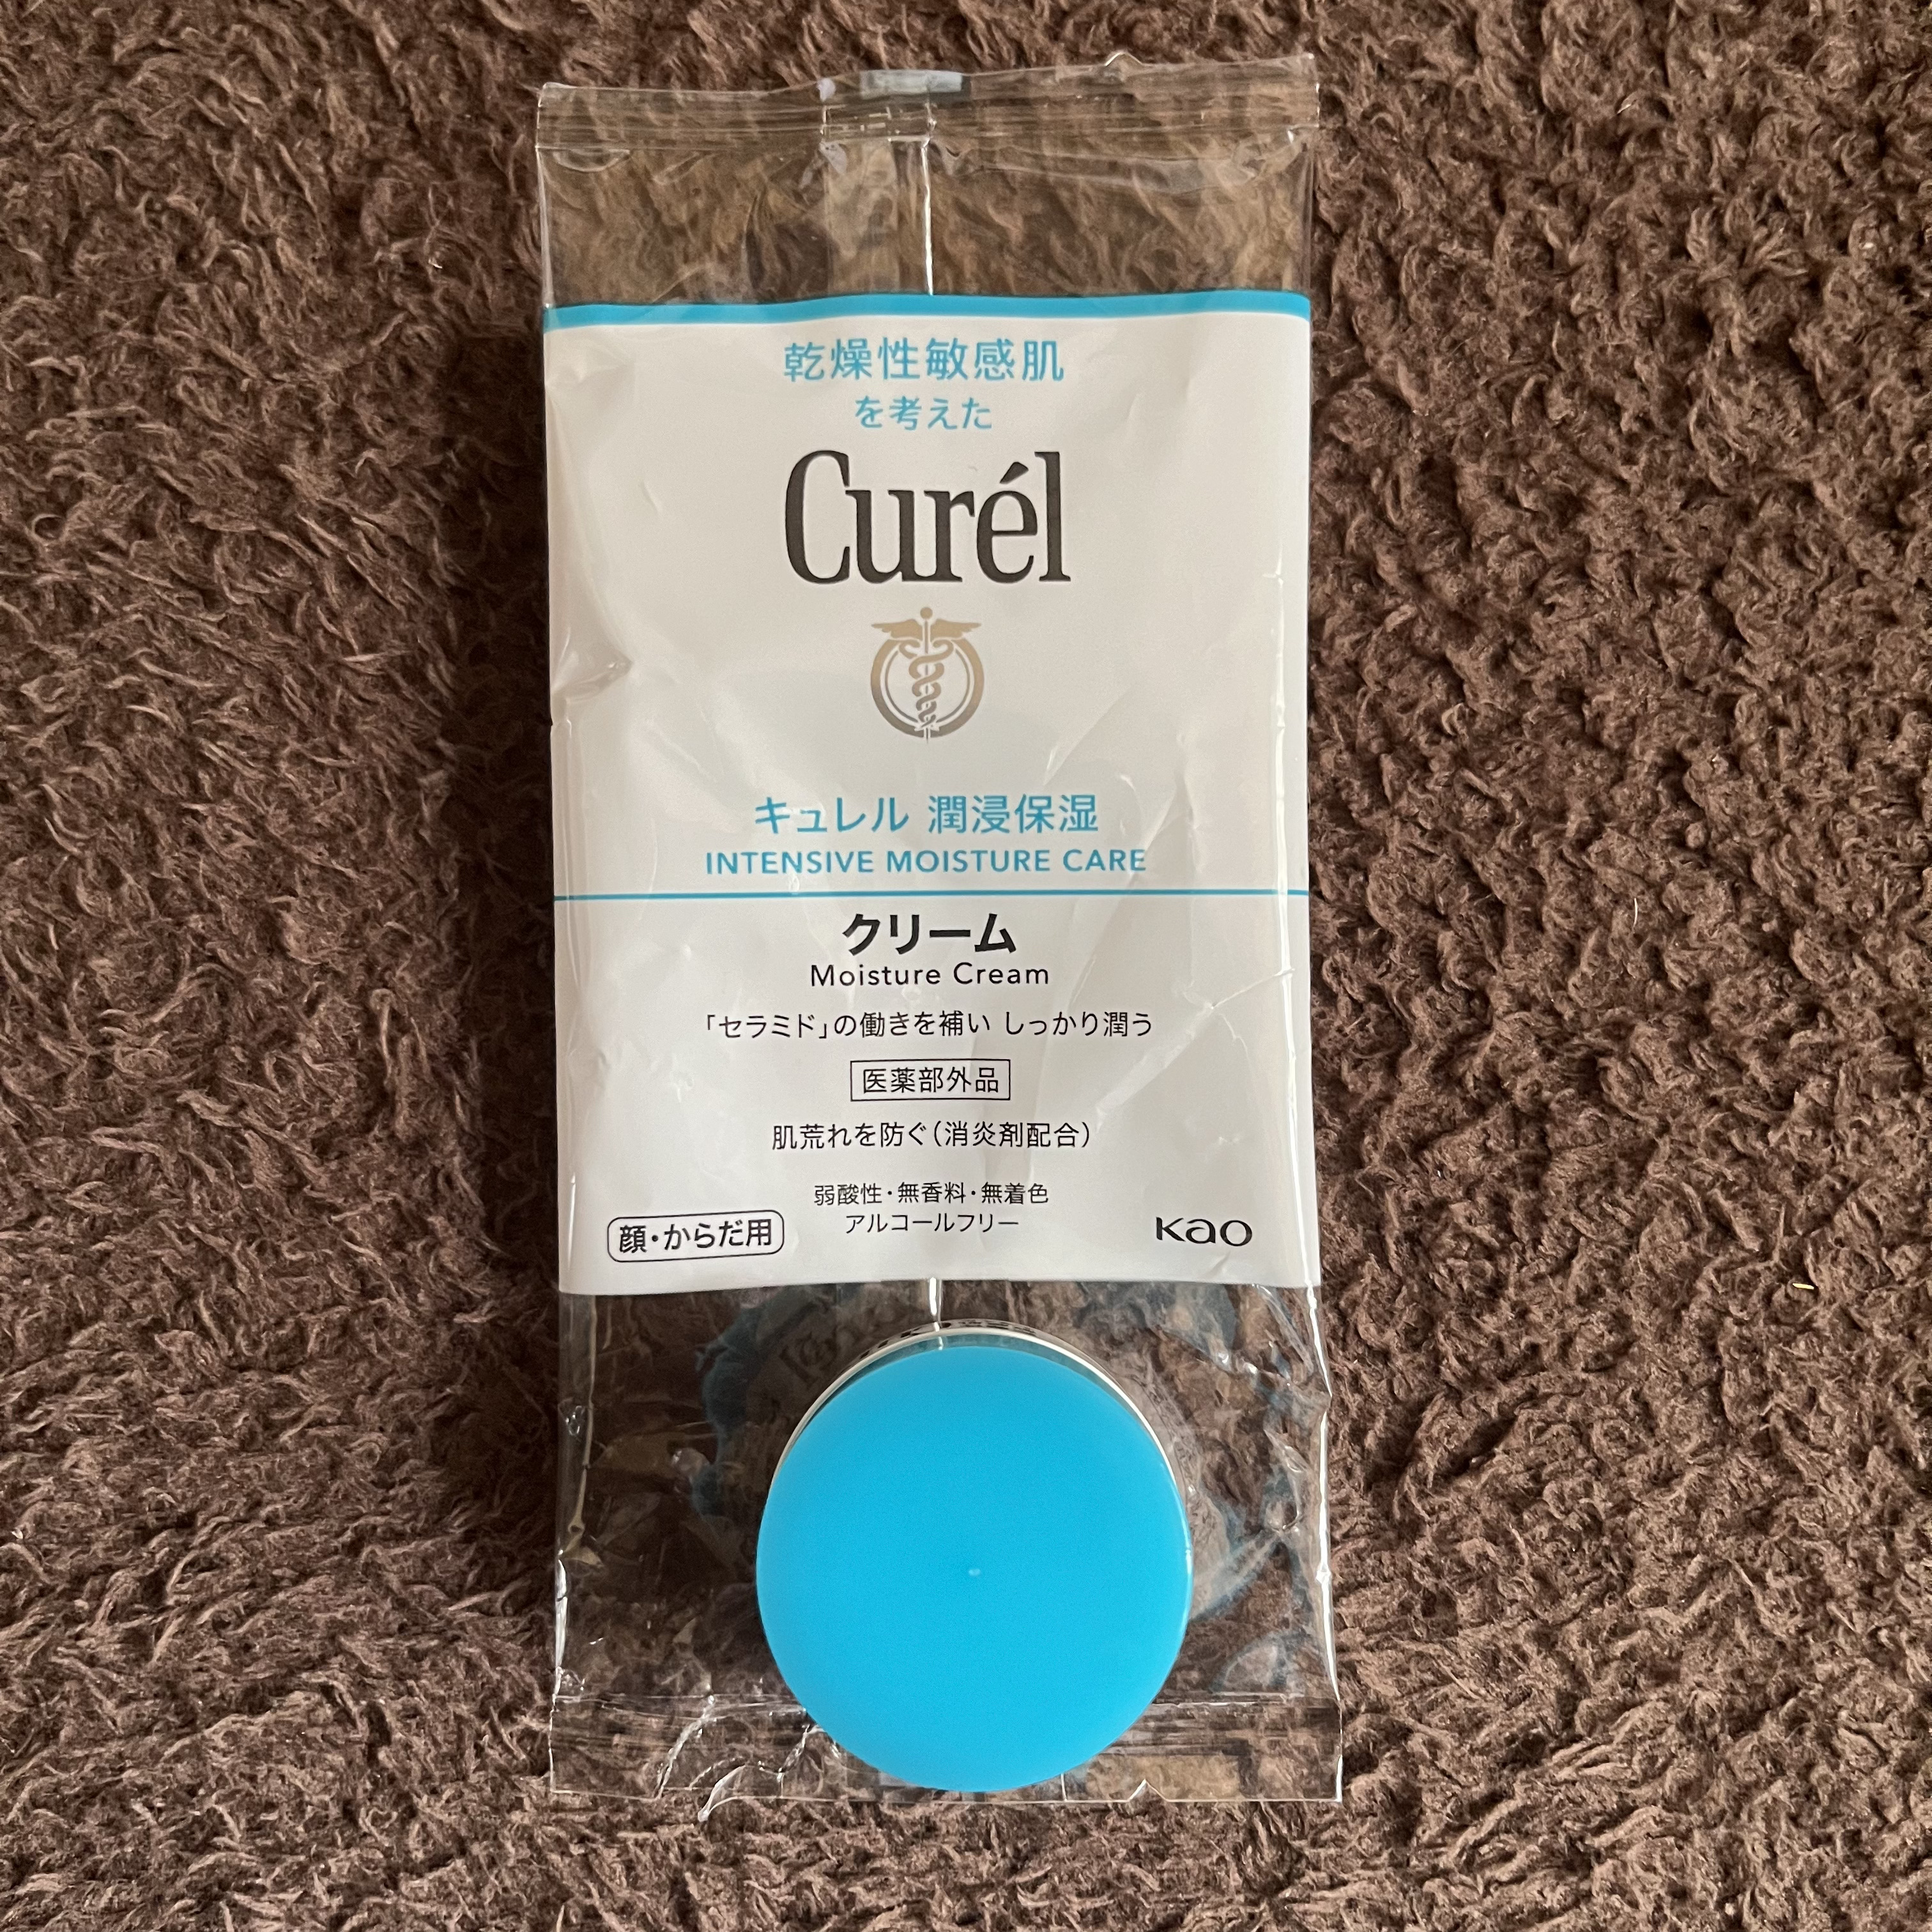 乾燥性敏感肌
を考えた
Curél
キュレル 潤浸保湿
INTENSIVE MOISTURE CARE
クリーム
Moisture Cream
「セラミド」の働きを補い しっかり潤う
医薬部外品
肌荒れを防ぐ(消炎剤配合)
弱酸性・無香料・無着色
アルコールフリー
顔・からだ用
Kao